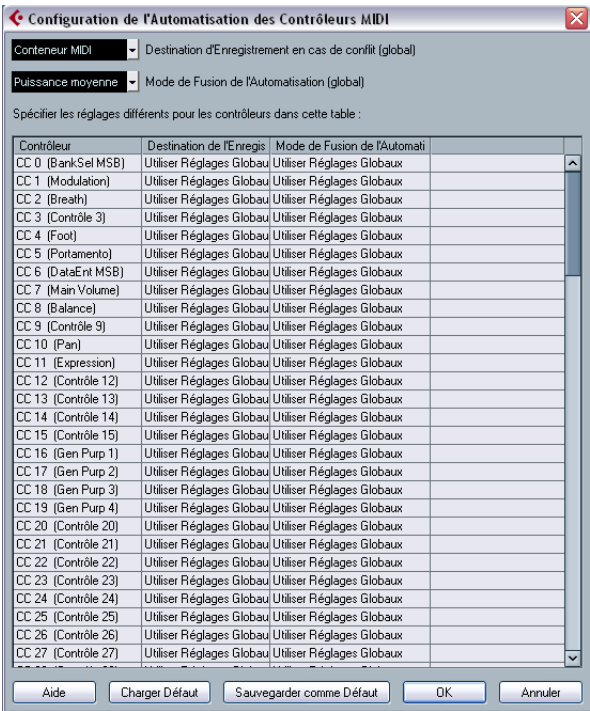 Configuration de l'Automatisation des Contrôleurs MIDI
Conteneur MIDI Destination d'Enregistrement en cas de conflit (global)
Puissance moyenne Mode de Fusion de l'Automatisation (global)
Spécifier les réglages différents pour les contrôleurs dans cette table :
Contrôleur Destination de l'Enregis Mode de Fusion de l'Automati
CC 0 (BankSel MSB) Utiliser Réglages Globau Utiliser Réglages Globaux
CC 1 (Modulation) Utiliser Réglages Globau Utiliser Réglages Globaux
CC 2 (Breath) Utiliser Réglages Globau Utiliser Réglages Globaux
CC 3 (Contrôle 3) Utiliser Réglages Globau Utiliser Réglages Globaux
CC 4 (Foot) Utiliser Réglages Globau Utiliser Réglages Globaux
CC 5 (Portamento) Utiliser Réglages Globau Utiliser Réglages Globaux
CC 6 (DataEnt MSB) Utiliser Réglages Globau Utiliser Réglages Globaux
CC 7 (Main Volume) Utiliser Réglages Globau Utiliser Réglages Globaux
CC 8 (Balance) Utiliser Réglages Globau Utiliser Réglages Globaux
CC 9 (Contrôle 9) Utiliser Réglages Globau Utiliser Réglages Globaux
CC 10 (Pan) Utiliser Réglages Globau Utiliser Réglages Globaux
CC 11 (Expression) Utiliser Réglages Globau Utiliser Réglages Globaux
CC 12 (Contrôle 12) Utiliser Réglages Globau Utiliser Réglages Globaux
CC 13 (Contrôle 13) Utiliser Réglages Globau Utiliser Réglages Globaux
CC 14 (Contrôle 14) Utiliser Réglages Globau Utiliser Réglages Globaux
CC 15 (Contrôle 15) Utiliser Réglages Globau Utiliser Réglages Globaux
CC 16 (Gen Purp 1) Utiliser Réglages Globau Utiliser Réglages Globaux
CC 17 (Gen Purp 2) Utiliser Réglages Globau Utiliser Réglages Globaux
CC 18 (Gen Purp 3) Utiliser Réglages Globau Utiliser Réglages Globaux
CC 19 (Gen Purp 4) Utiliser Réglages Globau Utiliser Réglages Globaux
CC 20 (Contrôle 20) Utiliser Réglages Globau Utiliser Réglages Globaux
CC 21 (Contrôle 21) Utiliser Réglages Globau Utiliser Réglages Globaux
CC 22 (Contrôle 22) Utiliser Réglages Globau Utiliser Réglages Globaux
CC 23 (Contrôle 23) Utiliser Réglages Globau Utiliser Réglages Globaux
CC 24 (Contrôle 24) Utiliser Réglages Globau Utiliser Réglages Globaux
CC 25 (Contrôle 25) Utiliser Réglages Globau Utiliser Réglages Globaux
CC 26 (Contrôle 26) Utiliser Réglages Globau Utiliser Réglages Globaux
CC 27 (Contrôle 27) Utiliser Réglages Globau Utiliser Réglages Globaux
Aide Charger Défaut Sauvegarder comme Défaut OK Annuler